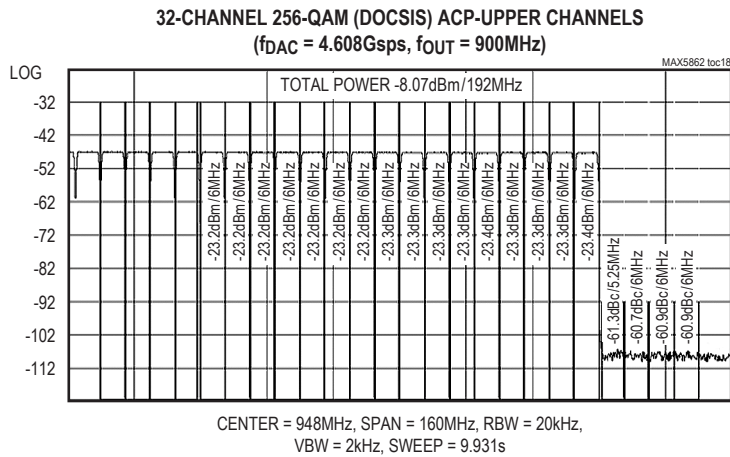 32-CHANNEL 256-QAM (DOCSIS) ACP-UPPER CHANNELS
(fDAC = 4.608Gsps, fOUT = 900MHz)
MAX5862 toc18
LOG
TOTAL POWER -8.07dBm/192MHz
-32
-42
-52
-62
-72
-82
-92
-102
-112
-23.2dBm/6MHz
-23.2dBm/6MHz
-23.2dBm/6MHz
-23.2dBm/6MHz
-23.2dBm/6MHz
-23.2dBm/6MHz
-23.3dBm/6MHz
-23.3dBm/6MHz
-23.3dBm/6MHz
-23.3dBm/6MHz
-23.3dBm/6MHz
-23.4dBm/6MHz
-23.3dBm/6MHz
-23.3dBm/6MHz
-23.3dBm/6MHz
-23.4dBm/6MHz
-61.3dBc/5.25MHz
-60.7dBc/6MHz
-60.9dBc/6MHz
-60.9dBc/6MHz
CENTER = 948MHz, SPAN = 160MHz, RBW = 20kHz,
VBW = 2kHz, SWEEP = 9.931s